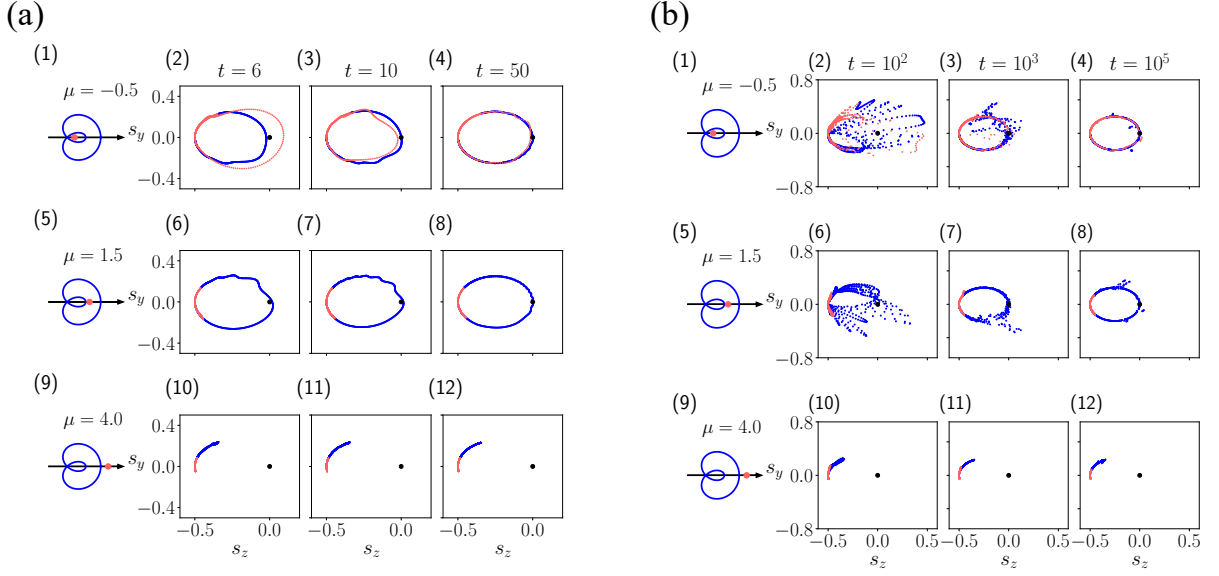 (a)
(1)
(2) t = 6
(3) t = 10
(4) t = 50
μ = −0.5
s_y
0.4
0.0
−0.4
(5)
(6)
(7)
(8)
μ = 1.5
s_y
0.4
0.0
−0.4
(9)
(10)
(11)
(12)
μ = 4.0
s_y
0.4
0.0
−0.4
−0.5 0.0
−0.5 0.0
−0.5 0.0
s_z
s_z
s_z
(b)
(1)
(2) t = 10^2
(3) t = 10^3
(4) t = 10^5
μ = −0.5
s_y
0.8
0.0
−0.8
(5)
(6)
(7)
(8)
μ = 1.5
s_y
0.8
0.0
−0.8
(9)
(10)
(11)
(12)
μ = 4.0
s_y
0.8
0.0
−0.8
−0.5 0.0 0.5
−0.5 0.0 0.5
−0.5 0.0 0.5
s_z
s_z
s_z